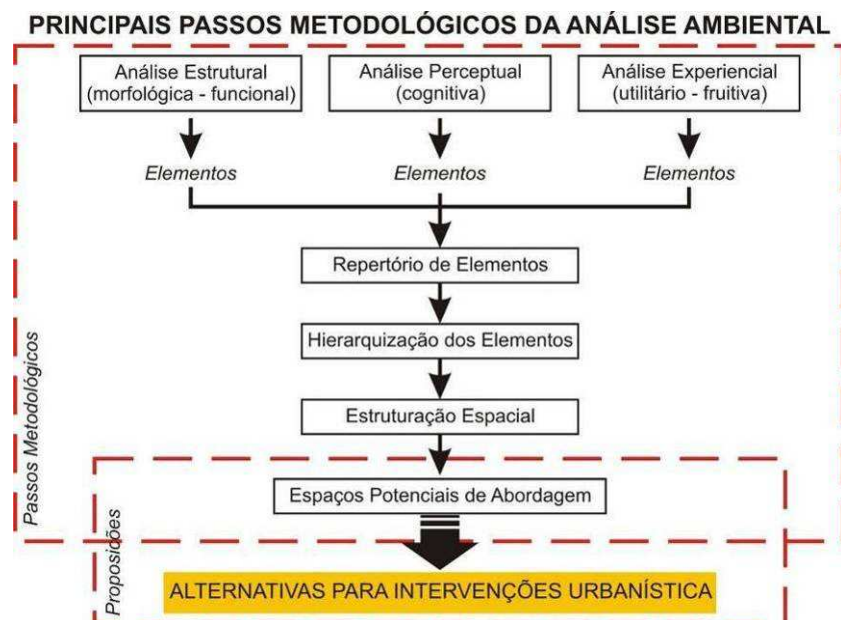 PRINCIPAIS PASSOS METODOLÓGICOS DA ANÁLISE AMBIENTAL
Análise Estrutural
(morfológica - funcional)
Análise Perceptual
(cognitiva)
Análise Experiencial
(utilitário - fruitiva)
Elementos
Elementos
Elementos
Repertório de Elementos
Hierarquização dos Elementos
Estruturação Espacial
Passos Metodológicos
Espaços Potenciais de Abordagem
Proposições
ALTERNATIVAS PARA INTERVENÇÕES URBANÍSTICA